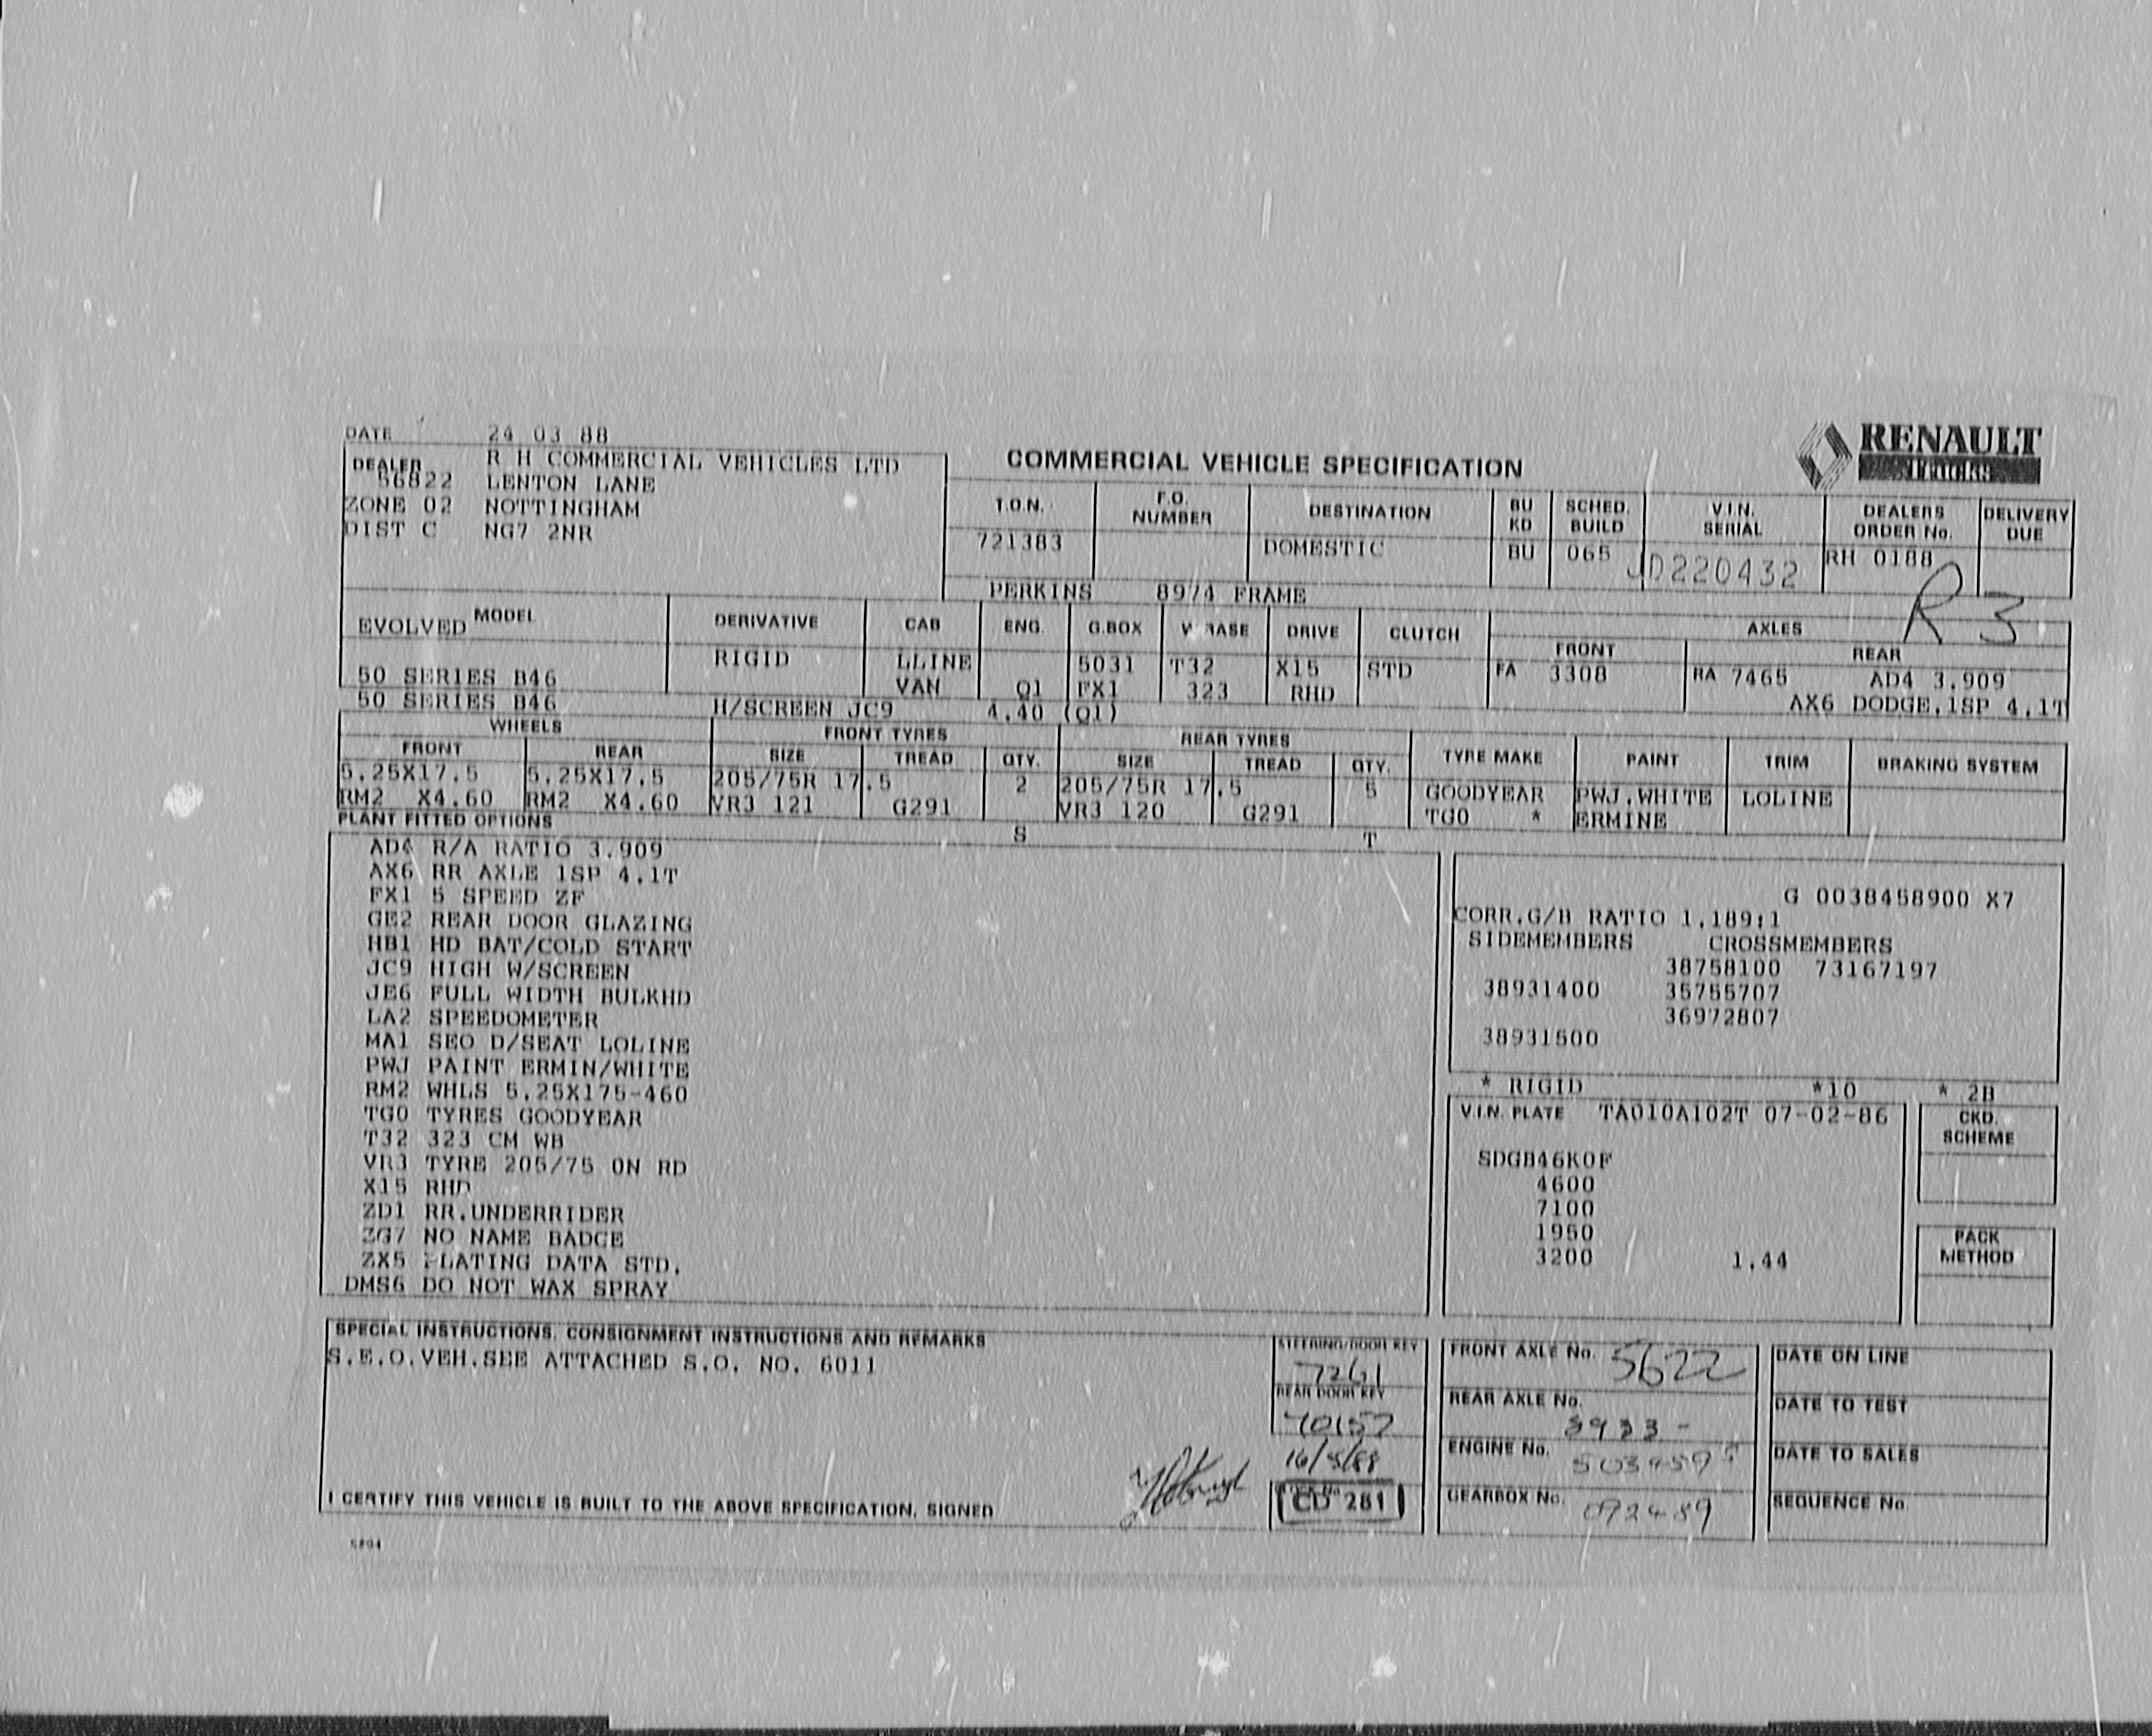 DATE 24 03 88
DEALER R H COMMERCIAL VEHICLES LTD
56822 LENTON LANE
ZONE 02 NOTTINGHAM
DIST C NG7 2NR
COMMERCIAL VEHICLE SPECIFICATION
RENAULT
Trucks
T.O.N. F.O. NUMBER DESTINATION BU KD SCHED. BUILD V.I.N. SERIAL DEALERS ORDER No. DELIVERY DUE
721383 DOMESTIC BU 065 JD220432 RH 0188
R3
PERKINS 8974 FRAME
EVOLVED MODEL DERIVATIVE CAB ENG. G.BOX W BASE DRIVE CLUTCH AXLES
FRONT REAR
50 SERIES B46 RIGID LLINE 5031 T32 X15 STD FA 3308 RA 7465 AD4 3.909
VAN Q1 FX1 323 RHD
50 SERIES B46 H/SCREEN JC9 4.40 (Q1) AX6 DODGE.1SP 4.1T
WHEELS FRONT TYRES REAR TYRES
FRONT REAR SIZE TREAD QTY. SIZE TREAD QTY. TYRE MAKE PAINT TRIM BRAKING SYSTEM
5.25X17.5 5.25X17.5 205/75R 17.5 2 205/75R 17.5 5 GOODYEAR PWJ.WHITE LOLINE
RM2 X4.60 RM2 X4.60 VR3 121 G291 VR3 120 G291 TG0 * ERMINE
PLANT FITTED OPTIONS S T
AD4 R/A RATIO 3.909
AX6 RR AXLE 1SP 4.1T
FX1 5 SPEED ZF
GE2 REAR DOOR GLAZING
HB1 HD BAT/COLD START
JC9 HIGH W/SCREEN
JE6 FULL WIDTH BULKHD
LA2 SPEEDOMETER
MA1 SEO D/SEAT LOLINE
PWJ PAINT ERMIN/WHITE
RM2 WHLS 5.25X175-460
TG0 TYRES GOODYEAR
T32 323 CM WB
VR3 TYRE 205/75 ON RD
X15 RHD
ZD1 RR.UNDERRIDER
ZG7 NO NAME BADGE
ZX5 PLATING DATA STD.
DMS6 DO NOT WAX SPRAY
G 0038458900 X7
CORR.G/B RATIO 1.189:1
SIDEMEMBERS CROSSMEMBERS
38758100 73167197
38931400 35755707
36972807
38931500
* RIGID *10 * 2B
V.I.N. PLATE TA010A102T 07-02-86
SDGB46K0F
4600
7100
1950
3200 1.44
CKD. SCHEME
PACK METHOD
SPECIAL INSTRUCTIONS, CONSIGNMENT INSTRUCTIONS AND REMARKS
S.E.O.VEH.SEE ATTACHED S.O. NO. 6011
I CERTIFY THIS VEHICLE IS BUILT TO THE ABOVE SPECIFICATION, SIGNED
STEERING/DOOR KEY
7261
REAR DOOR KEY
70157
16/5/88
CD 281
FRONT AXLE No. 5622
REAR AXLE No.
ENGINE No.
GEARBOX No. 092489
DATE ON LINE
DATE TO TEST
DATE TO SALES
SEQUENCE No.